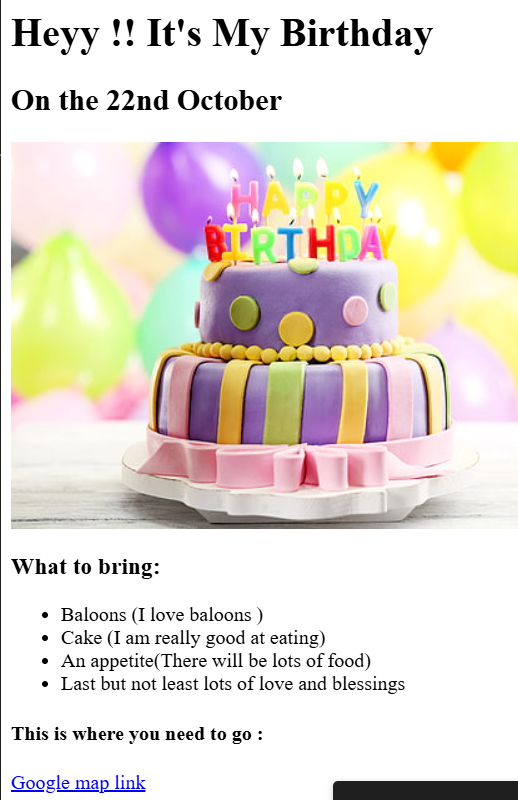 Heyy !! It's My Birthday
On the 22nd October
HAPPY
BIRTHDAY
What to bring:
Baloons (I love baloons )
Cake (I am really good at eating)
An appetite(There will be lots of food)
Last but not least lots of love and blessings
This is where you need to go :
Google map link